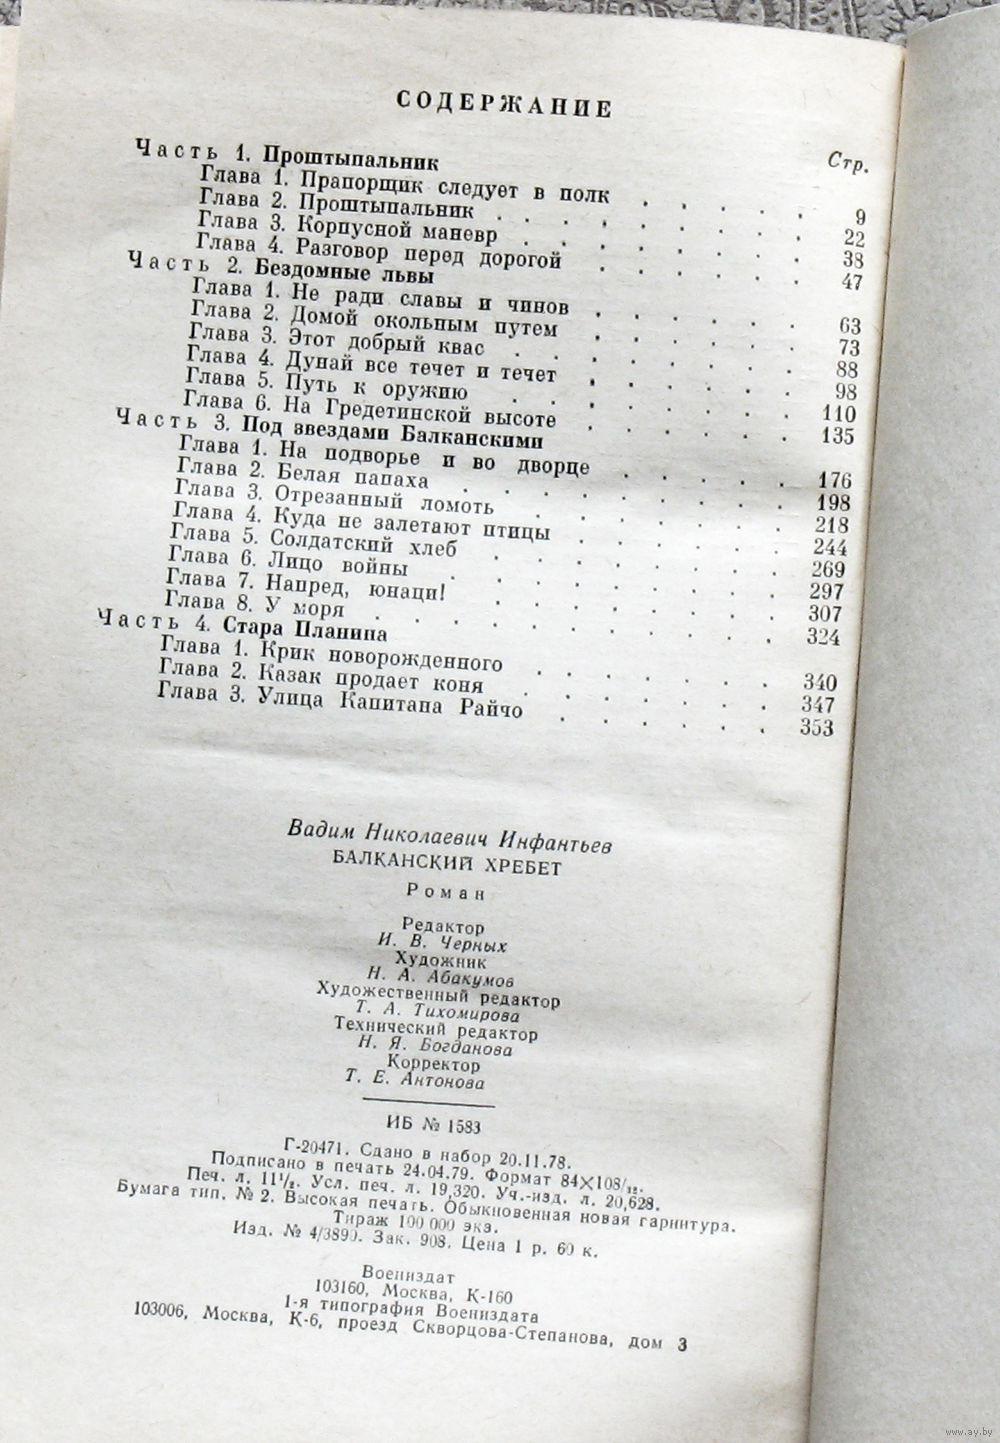 СОДЕРЖАНИЕ
Стр.
Часть 1. Проштыпальник
Глава 1. Прапорщик следует в полк . . . . . 9
Глава 2. Проштыпальник . . . . . . . . 22
Глава 3. Корпусной маневр . . . . . . . 38
Глава 4. Разговор перед дорогой . . . . . . 47
Часть 2. Бездомные львы
Глава 1. Не ради славы и чинов . . . . . . 63
Глава 2. Домой окольным путем . . . . . . 73
Глава 3. Этот добрый квас . . . . . . . 88
Глава 4. Дунай все течет и течет . . . . . . 98
Глава 5. Путь к оружию . . . . . . . 110
Глава 6. На Гредетинской высоте . . . . . . 135
Часть 3. Под звездами Балканскими
Глава 1. На подворье и во дворце . . . . . 176
Глава 2. Белая папаха . . . . . . . . . 198
Глава 3. Отрезанный ломоть . . . . . . . 218
Глава 4. Куда не залетают птицы . . . . . . 244
Глава 5. Солдатский хлеб . . . . . . . . 269
Глава 6. Лицо войны . . . . . . . . . 297
Глава 7. Напред, юнаци! . . . . . . . . 307
Глава 8. У моря . . . . . . . . . . . 324
Часть 4. Стара Планина
Глава 1. Крик новорожденного . . . . . . 340
Глава 2. Казак продает коня . . . . . . . 347
Глава 3. Улица Капитана Райчо . . . . . . 353
Вадим Николаевич Инфантьев
БАЛКАНСКИЙ ХРЕБЕТ
Роман
Редактор
И. В. Черных
Художник
Н. А. Абакумов
Художественный редактор
Т. А. Тихомирова
Технический редактор
Н. Я. Богданова
Корректор
Т. Е. Антонова
ИБ № 1583
Г-20471. Сдано в набор 20.11.78.
Подписано в печать 24.04.79. Формат 84×108/32.
Печ. л. 11½. Усл. печ. л. 19,320. Уч.-изд. л. 20,628.
Бумага тип. № 2. Высокая печать. Обыкновенная новая гарнитура.
Тираж 100 000 экз.
Изд. № 4/3890. Зак. 908. Цена 1 р. 60 к.
Воениздат
103160, Москва, К-160
1-я типография Воениздата
103006, Москва, К-6, проезд Скворцова-Степанова, дом 3
www.ay.by